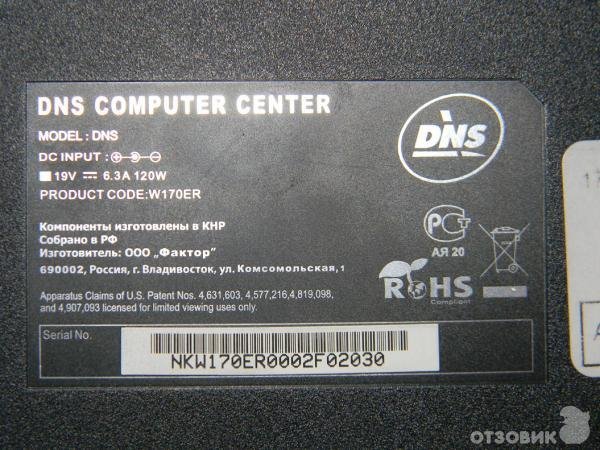 DNS COMPUTER CENTER
MODEL : DNS
DC INPUT :
19V 6.3A 120W
PRODUCT CODE:W170ER
DNS
Компоненты изготовлены в КНР
Собрано в РФ
Изготовитель: ООО „Фактор"
690002, Россия, г. Владивосток, ул. Комсомольская,1
РСТ
АЯ 20
RoHS
Compliant
Apparatus Claims of U.S. Patent Nos. 4,631,603, 4,577,216,4,819,098,
and 4,907,093 licensed for limited viewing uses only.
Serial No.
NKW170ER0002F02030
ОТЗОВИК